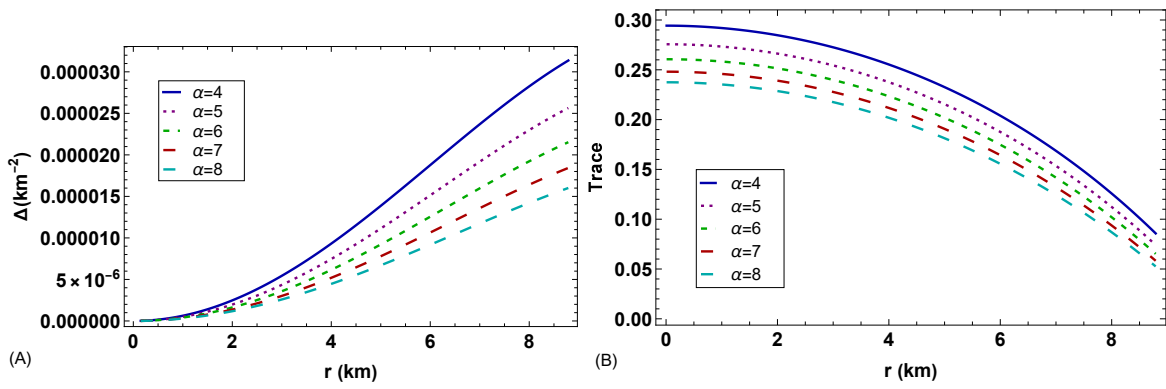 0.000030
0.000025
0.000020
0.000015
0.000010
5×10⁻⁶
0.000000
Δ(km⁻²)
α=4
α=5
α=6
α=7
α=8
0 2 4 6 8
r (km)
(A)
0.30
0.25
0.20
0.15
0.10
0.05
0.00
Trace
α=4
α=5
α=6
α=7
α=8
0 2 4 6 8
r (km)
(B)